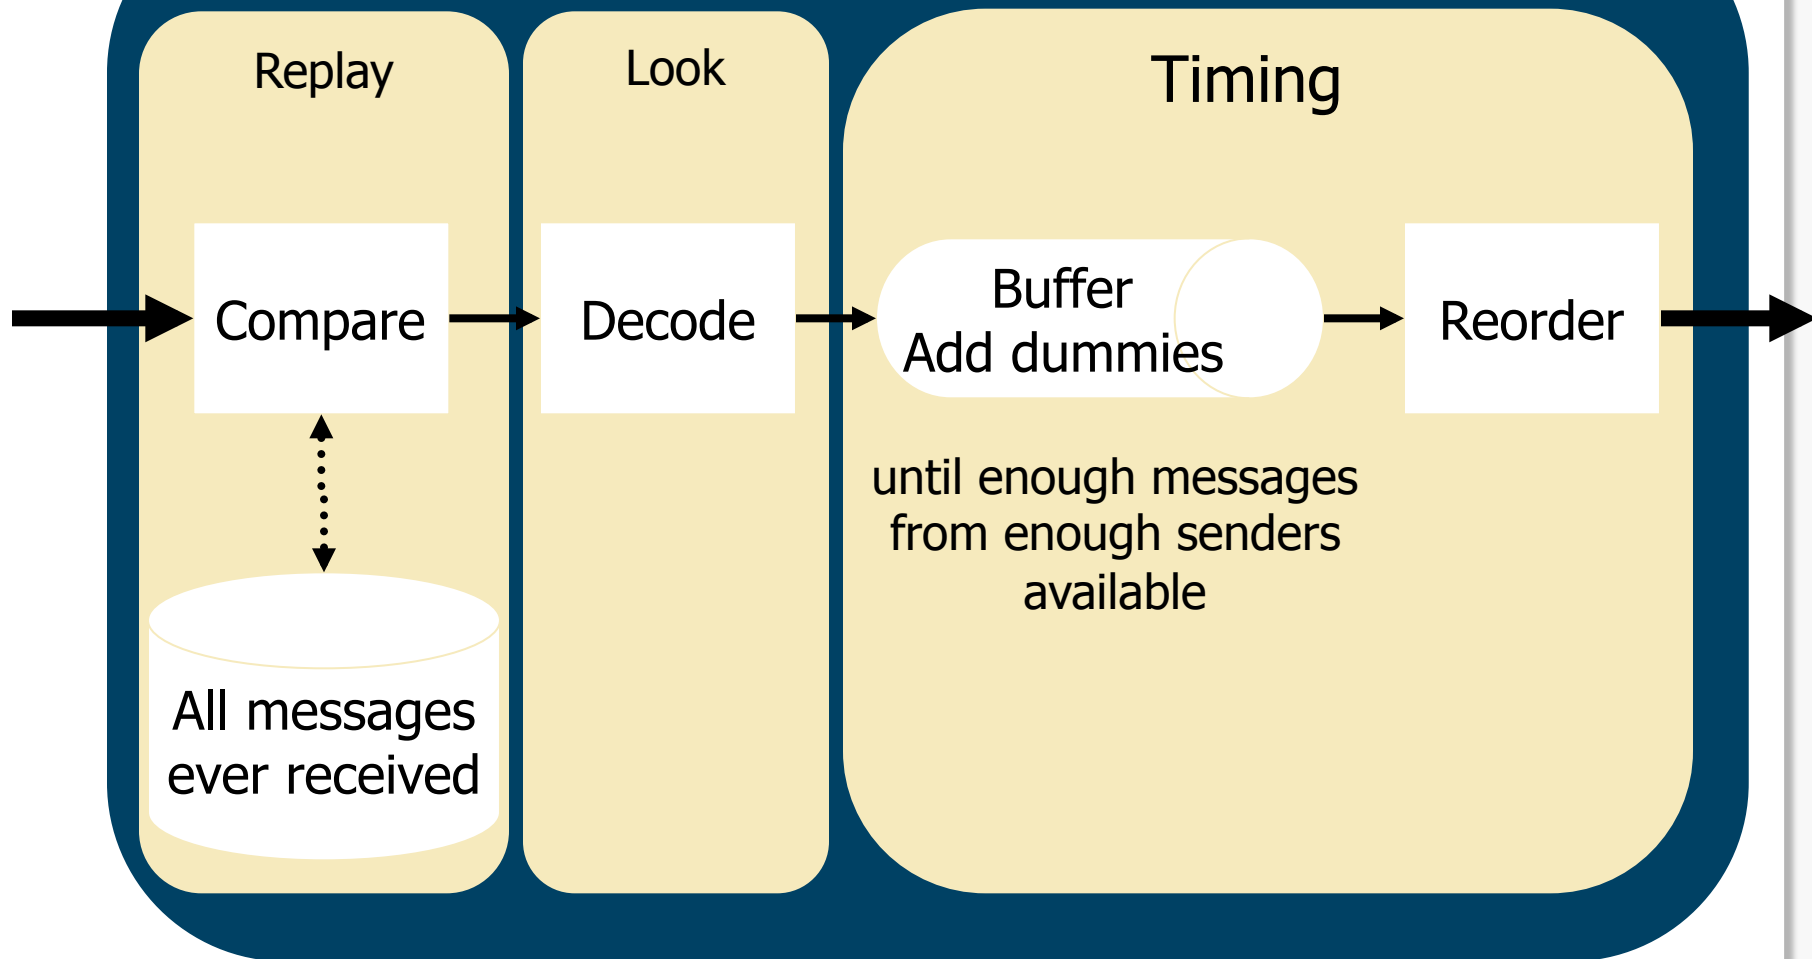 Replay
Look
Timing
Compare
Decode
Buffer
Add dummies
Reorder
until enough messages
from enough senders
available
All messages
ever received